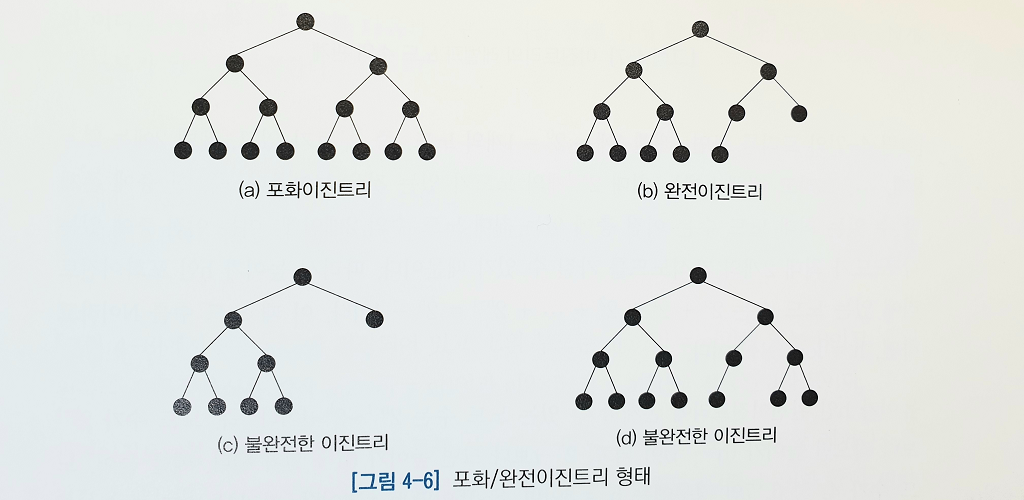 (a) 포화이진트리
(b) 완전이진트리
(c) 불완전한 이진트리
(d) 불완전한 이진트리
[그림 4-6] 포화/완전이진트리 형태